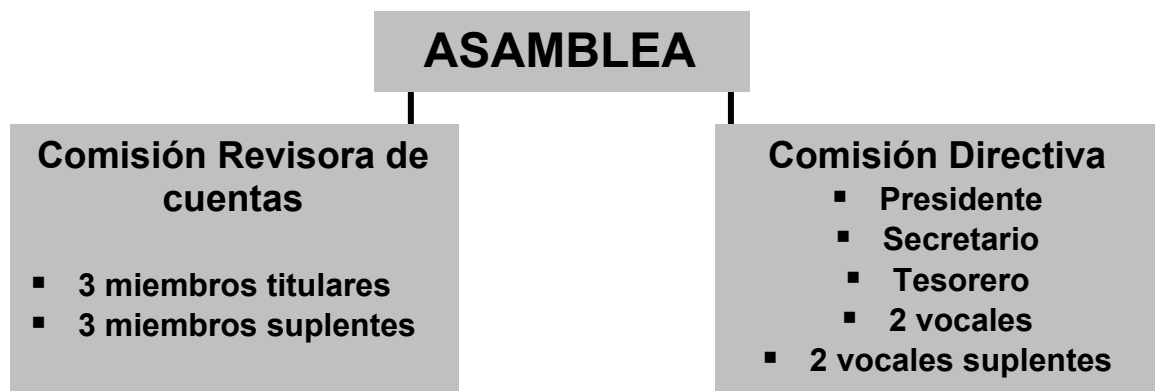 ASAMBLEA
Comisión Revisora de
cuentas
▪ 3 miembros titulares
▪ 3 miembros suplentes
Comisión Directiva
▪ Presidente
▪ Secretario
▪ Tesorero
▪ 2 vocales
▪ 2 vocales suplentes